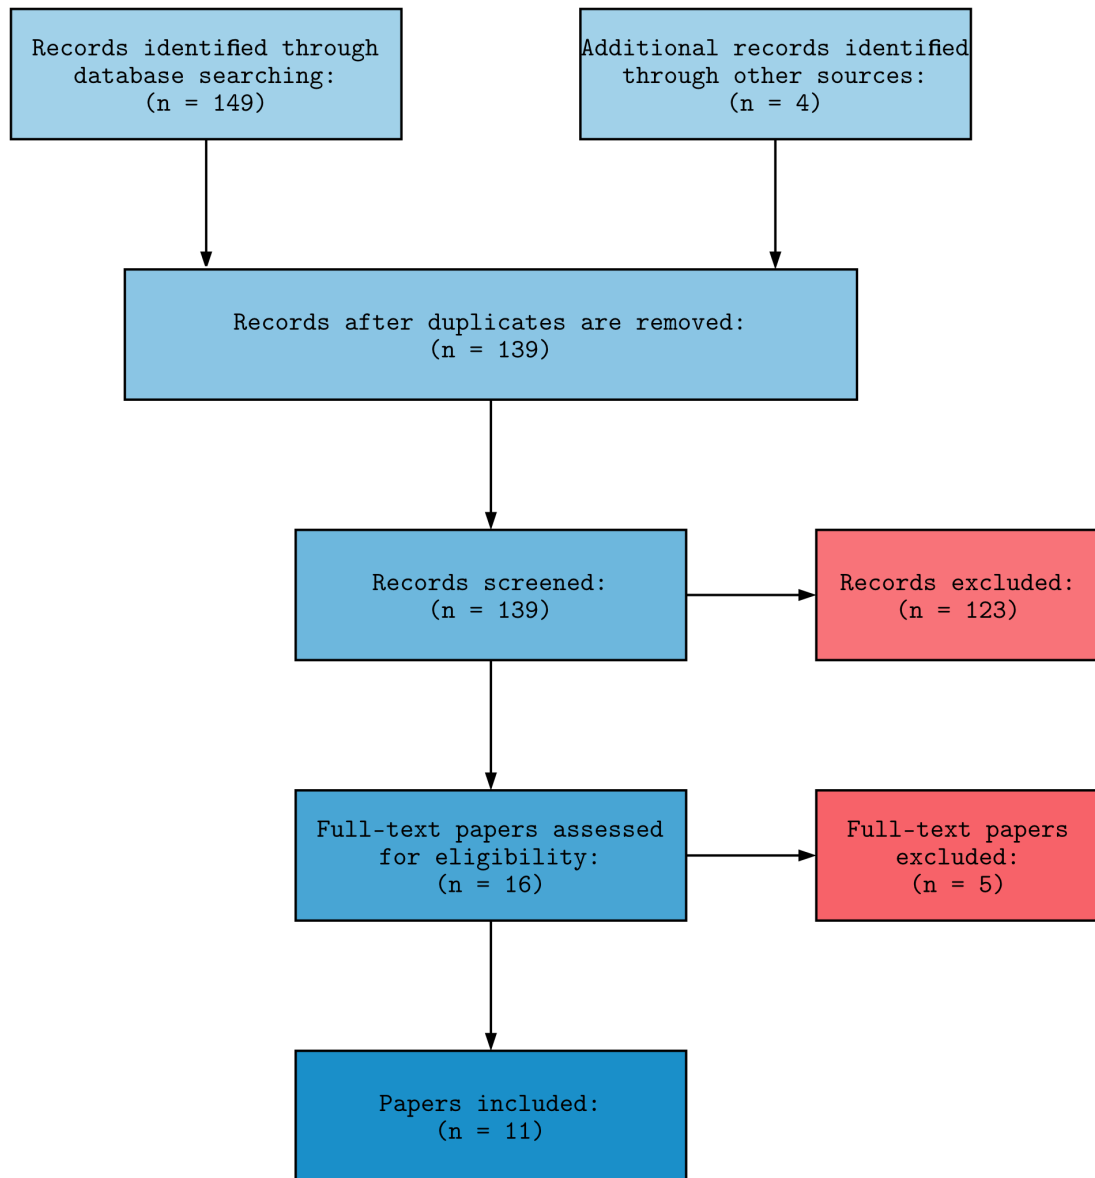 Records identified through
database searching:
(n = 149)
Additional records identified
through other sources:
(n = 4)
Records after duplicates are removed:
(n = 139)
Records screened:
(n = 139)
Records excluded:
(n = 123)
Full-text papers assessed
for eligibility:
(n = 16)
Full-text papers
excluded:
(n = 5)
Papers included:
(n = 11)